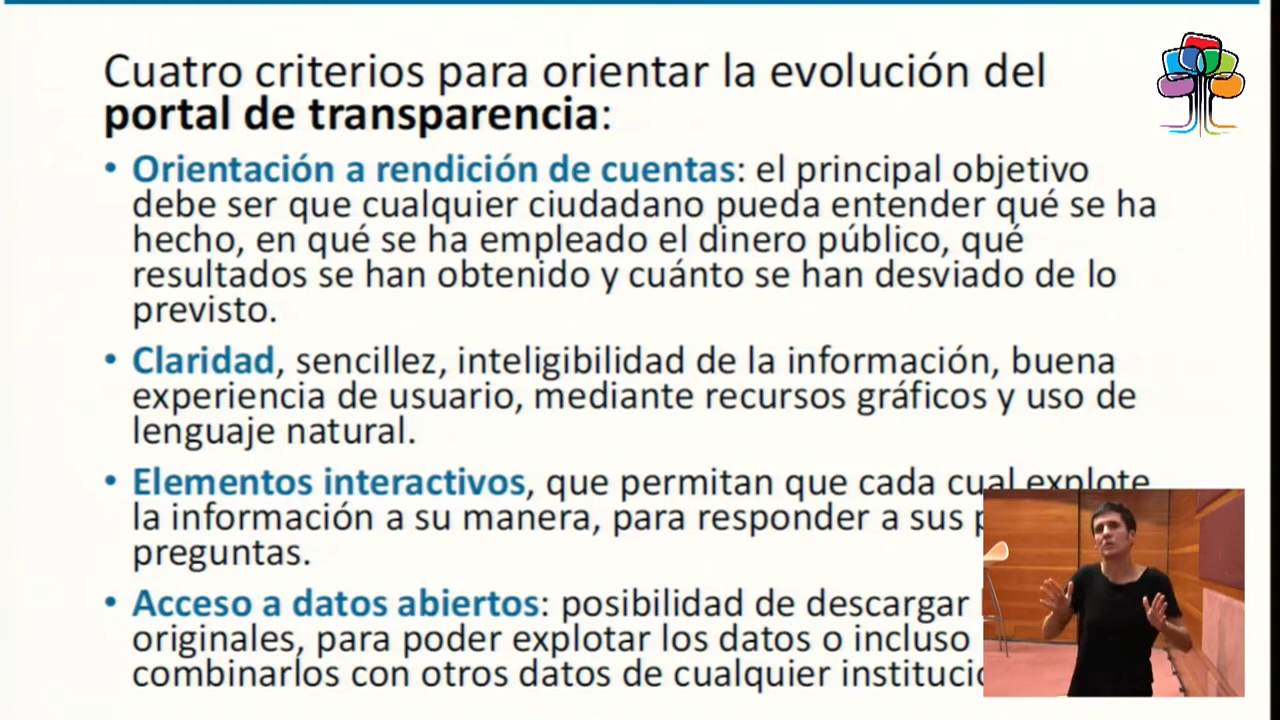 Cuatro criterios para orientar la evolución del
portal de transparencia:
• Orientación a rendición de cuentas: el principal objetivo
debe ser que cualquier ciudadano pueda entender qué se ha
hecho, en qué se ha empleado el dinero público, qué
resultados se han obtenido y cuánto se han desviado de lo
previsto.
• Claridad, sencillez, inteligibilidad de la información, buena
experiencia de usuario, mediante recursos gráficos y uso de
lenguaje natural.
• Elementos interactivos, que permitan que cada cual explote
la información a su manera, para responder a sus
preguntas.
• Acceso a datos abiertos: posibilidad de descargar
originales, para poder explotar los datos o incluso
combinarlos con otros datos de cualquier